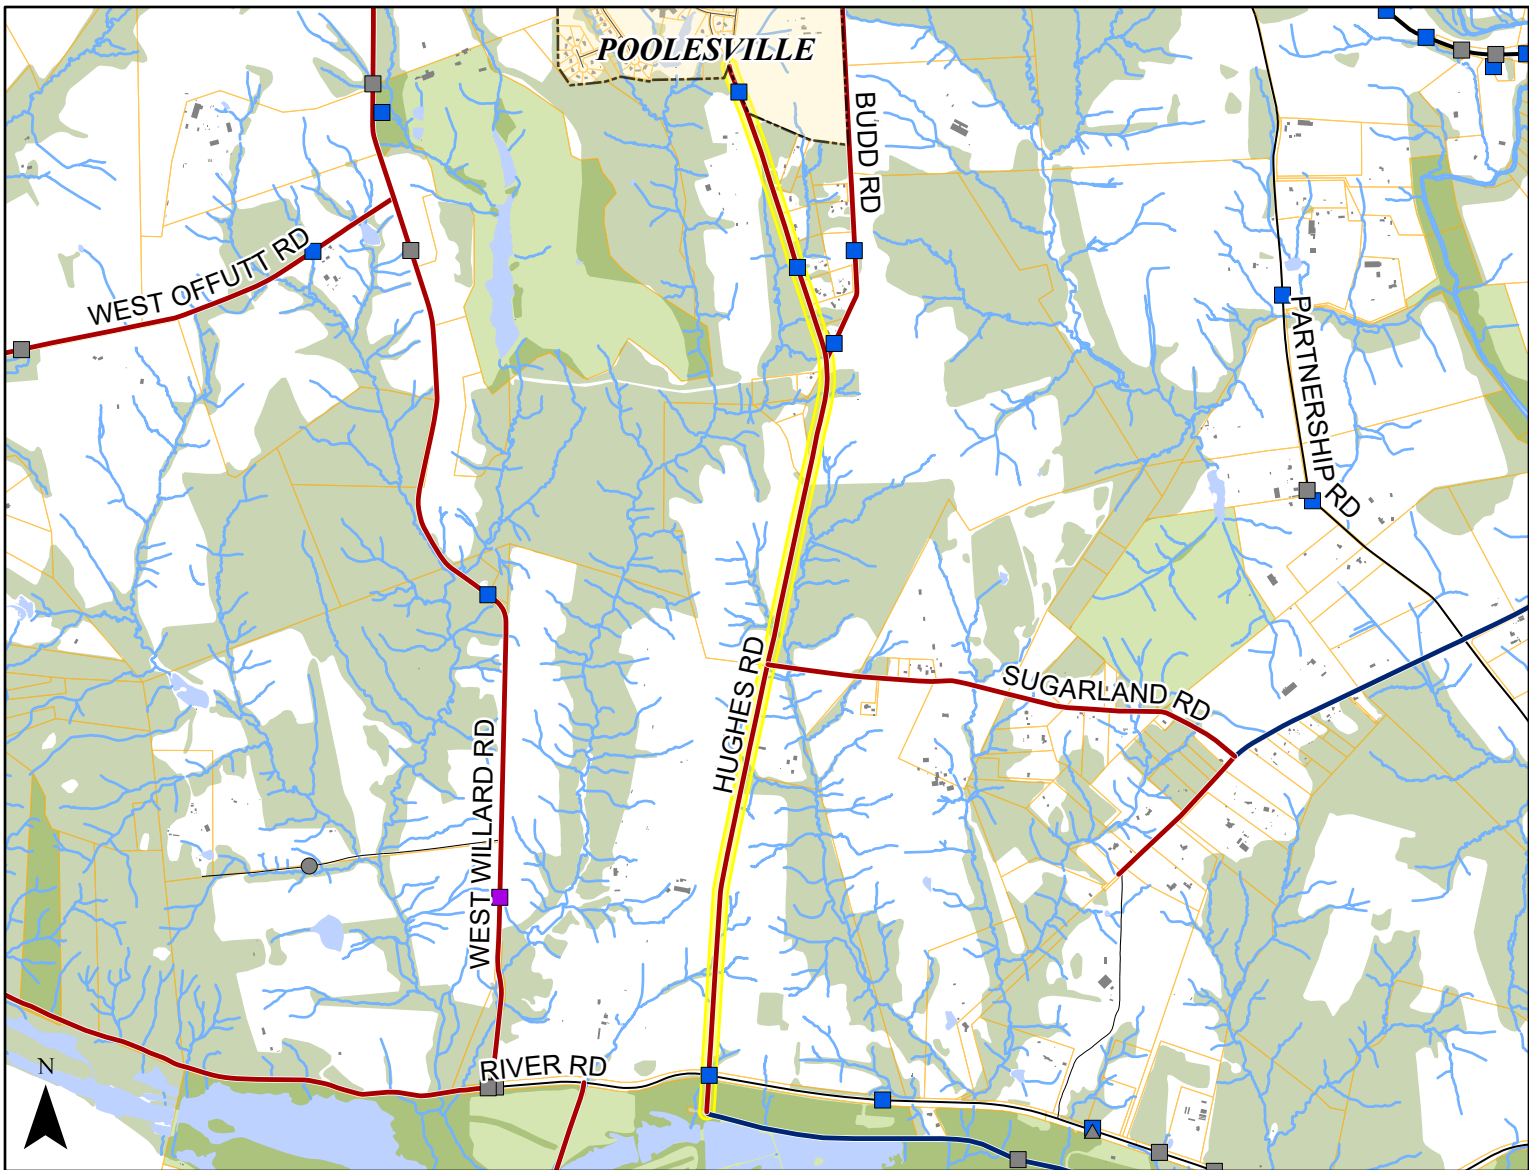 POOLESVILLE
BUDD RD
WEST OFFUTT RD
PARTNERSHIP RD
HUGHES RD
SUGARLAND RD
WEST WILLARD RD
RIVER RD
N